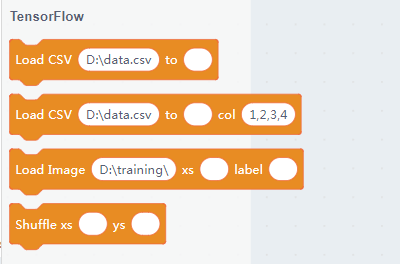 TensorFlow
Load CSV D:\data.csv to
Load CSV D:\data.csv to col 1,2,3,4
Load Image D:\training\ xs label
Shuffle xs ys